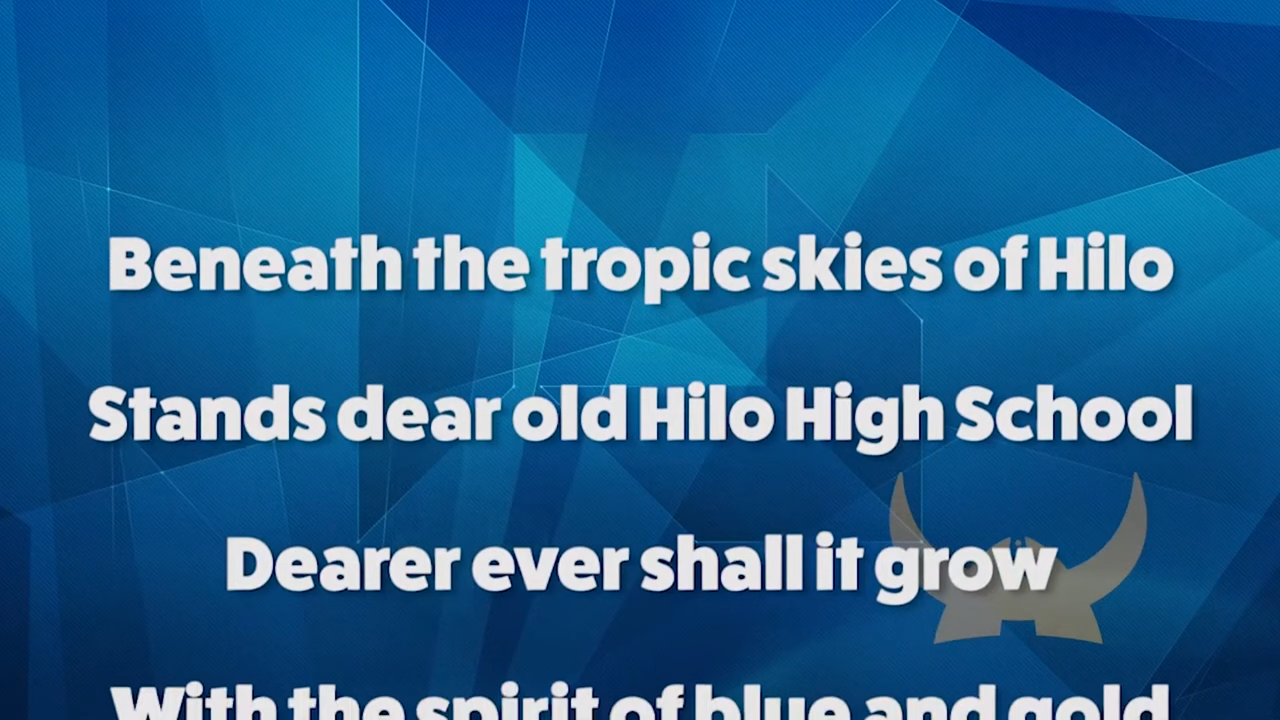 Beneath the tropic skies of Hilo
Stands dear old Hilo High School
Dearer ever shall it grow
With the spirit of blue and gold